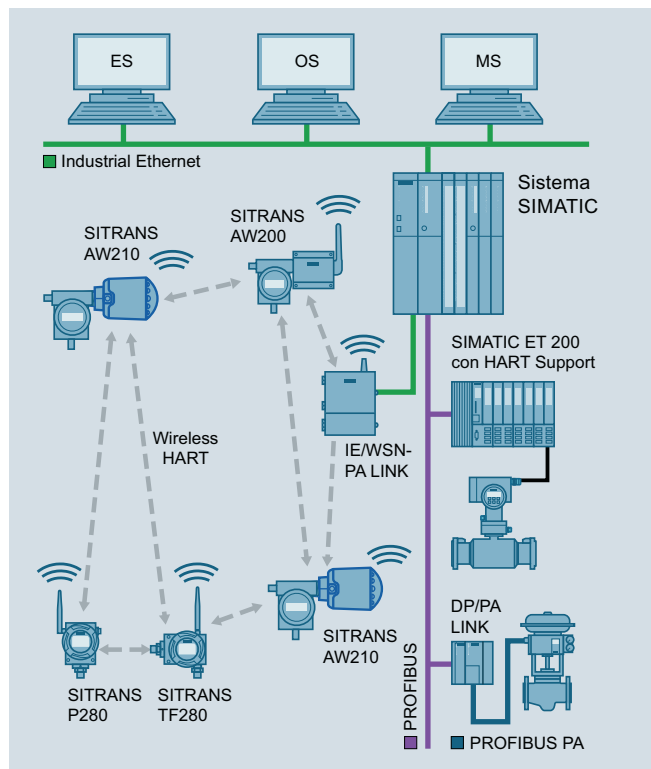 ES
OS
MS
Industrial Ethernet
Sistema
SIMATIC
SITRANS
AW210
SITRANS
AW200
SIMATIC ET 200
con HART Support
Wireless
HART
IE/WSN-
PA LINK
SITRANS
P280
SITRANS
TF280
SITRANS
AW210
DP/PA
LINK
PROFIBUS
PROFIBUS PA